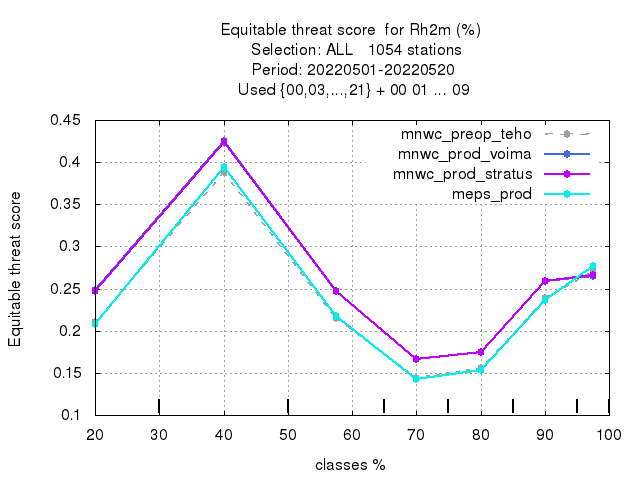 Equitable threat score  for Rh2m (%)
Selection: ALL   1054 stations
Period: 20220501-20220520
Used {00,03,...,21} + 00 01 ... 09
mnwc_preop_teho
mnwc_prod_voima
mnwc_prod_stratus
meps_prod
Equitable threat score
0.45
0.4
0.35
0.3
0.25
0.2
0.15
0.1
20 30 40 50 60 70 80 90 100
classes %